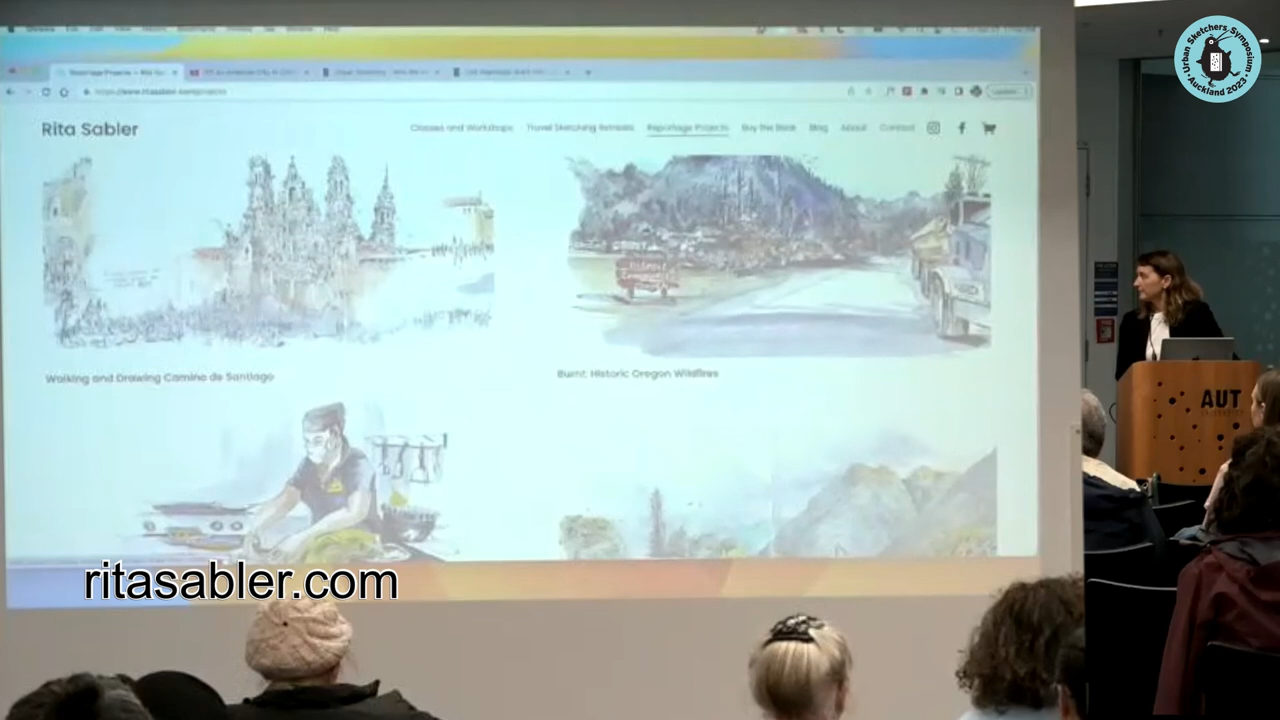 Urban Sketchers Symposium
Auckland 2023
Rita Sabler
Classes and Workshops
Travel Sketching Retreats
Reportage Projects
Buy the Book
Blog
About
Contact
Walking and Drawing Camino de Santiago
Burnt: Historic Oregon Wildfires
AUT
ritasabler.com